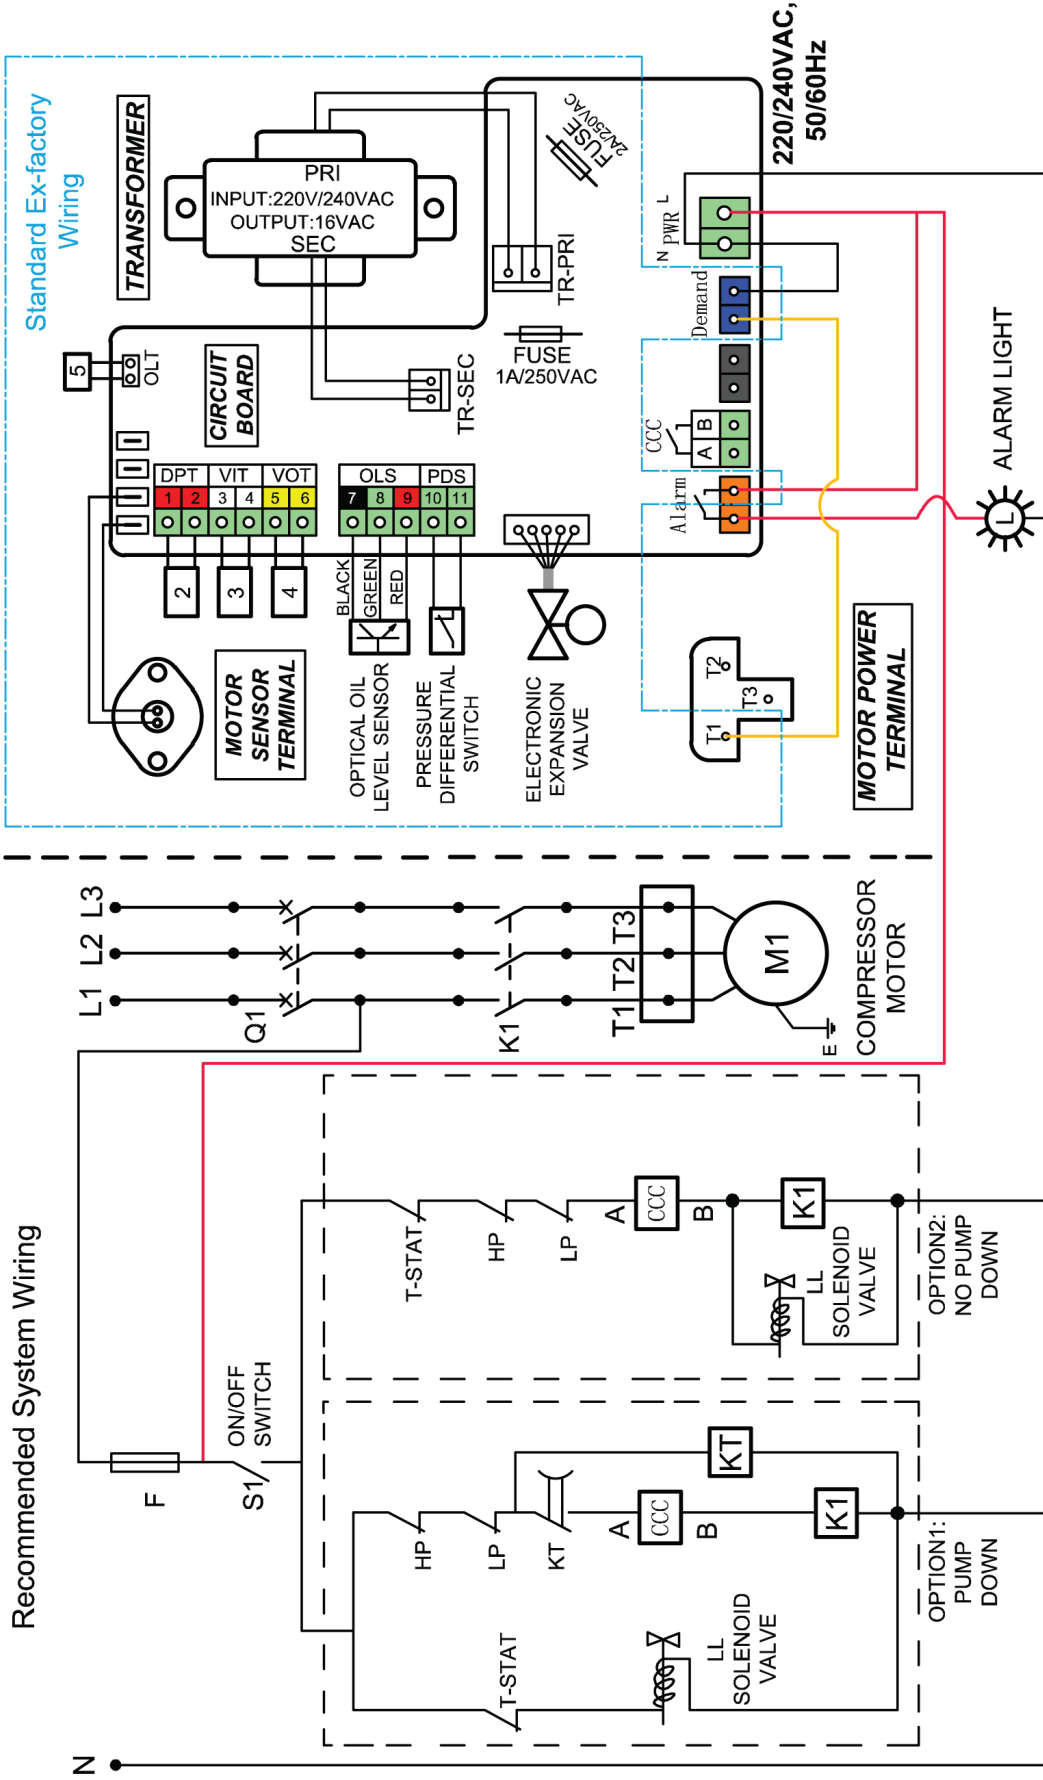 Recommended System Wiring
N
F
S1
ON/OFF
SWITCH
HP
LP
KT
A
CCC
B
KT
K1
T-STAT
LL
SOLENOID
VALVE
OPTION1:
PUMP
DOWN
T-STAT
HP
LP
A
CCC
B
K1
LL
SOLENOID
VALVE
OPTION2:
NO PUMP
DOWN
L1
L2
L3
Q1
K1
T1
T2
T3
M1
E
COMPRESSOR
MOTOR
Standard Ex-factory
Wiring
TRANSFORMER
PRI
INPUT:220V/240VAC
OUTPUT:16VAC
SEC
5
OLT
CIRCUIT
BOARD
TR-SEC
TR-PRI
FUSE
1A/250VAC
FUSE
2A/250VAC
220/240VAC,
50/60Hz
DPT
VIT
VOT
OLS
PDS
1
2
3
4
5
6
7
8
9
10
11
2
3
4
BLACK
GREEN
RED
MOTOR
SENSOR
TERMINAL
OPTICAL OIL
LEVEL SENSOR
PRESSURE
DIFFERENTIAL
SWITCH
ELECTRONIC
EXPANSION
VALVE
Alarm
CCC
A
B
Demand
N
PWR
L
T1
T2
T3
MOTOR POWER
TERMINAL
L
ALARM LIGHT